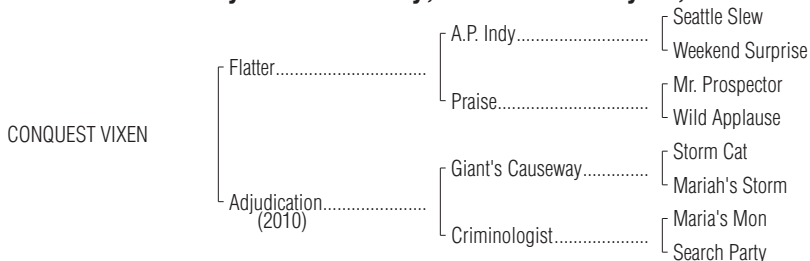 Seattle Slew
A.P. Indy.................................
Weekend Surprise
Flatter...............................
Mr. Prospector
Praise......................................
Wild Applause
CONQUEST VIXEN
Storm Cat
Giant's Causeway................
Mariah's Storm
Adjudication.....................
(2010)
Maria's Mon
Criminologist.......................
Search Party